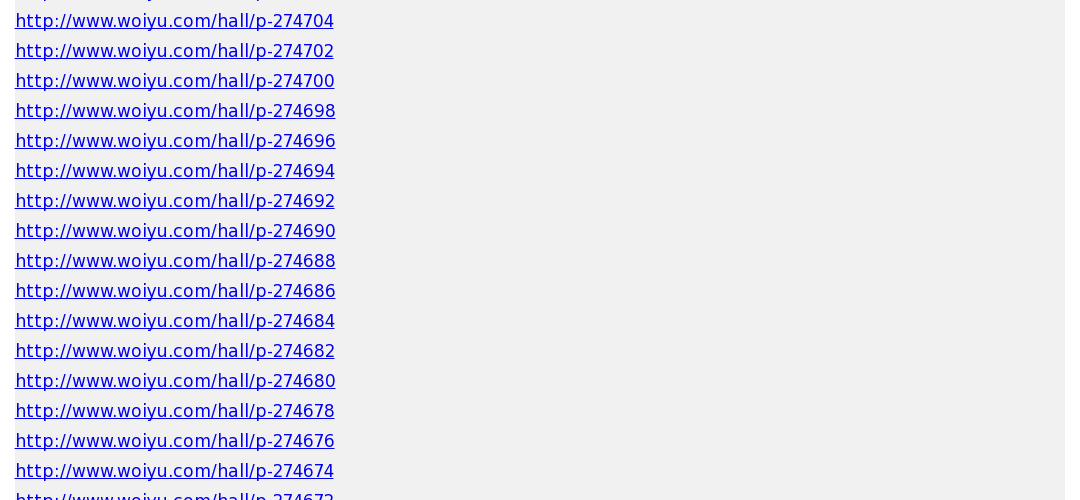 http://www.woiyu.com/hall/p-274704
http://www.woiyu.com/hall/p-274702
http://www.woiyu.com/hall/p-274700
http://www.woiyu.com/hall/p-274698
http://www.woiyu.com/hall/p-274696
http://www.woiyu.com/hall/p-274694
http://www.woiyu.com/hall/p-274692
http://www.woiyu.com/hall/p-274690
http://www.woiyu.com/hall/p-274688
http://www.woiyu.com/hall/p-274686
http://www.woiyu.com/hall/p-274684
http://www.woiyu.com/hall/p-274682
http://www.woiyu.com/hall/p-274680
http://www.woiyu.com/hall/p-274678
http://www.woiyu.com/hall/p-274676
http://www.woiyu.com/hall/p-274674